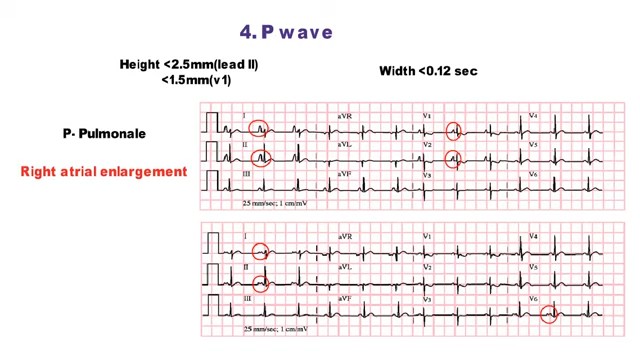 4. P wave
Height <2.5mm(lead II)
<1.5mm(v1)
Width <0.12 sec
P- Pulmonale
Right atrial enlargement
I aVR V1 V4
II aVL V2 V5
III aVF V3 V6
25 mm/sec; 1 cm/mV
I aVR V1 V4
II aVL V2 V5
III aVF V3 V6
25 mm/sec; 1 cm/mV